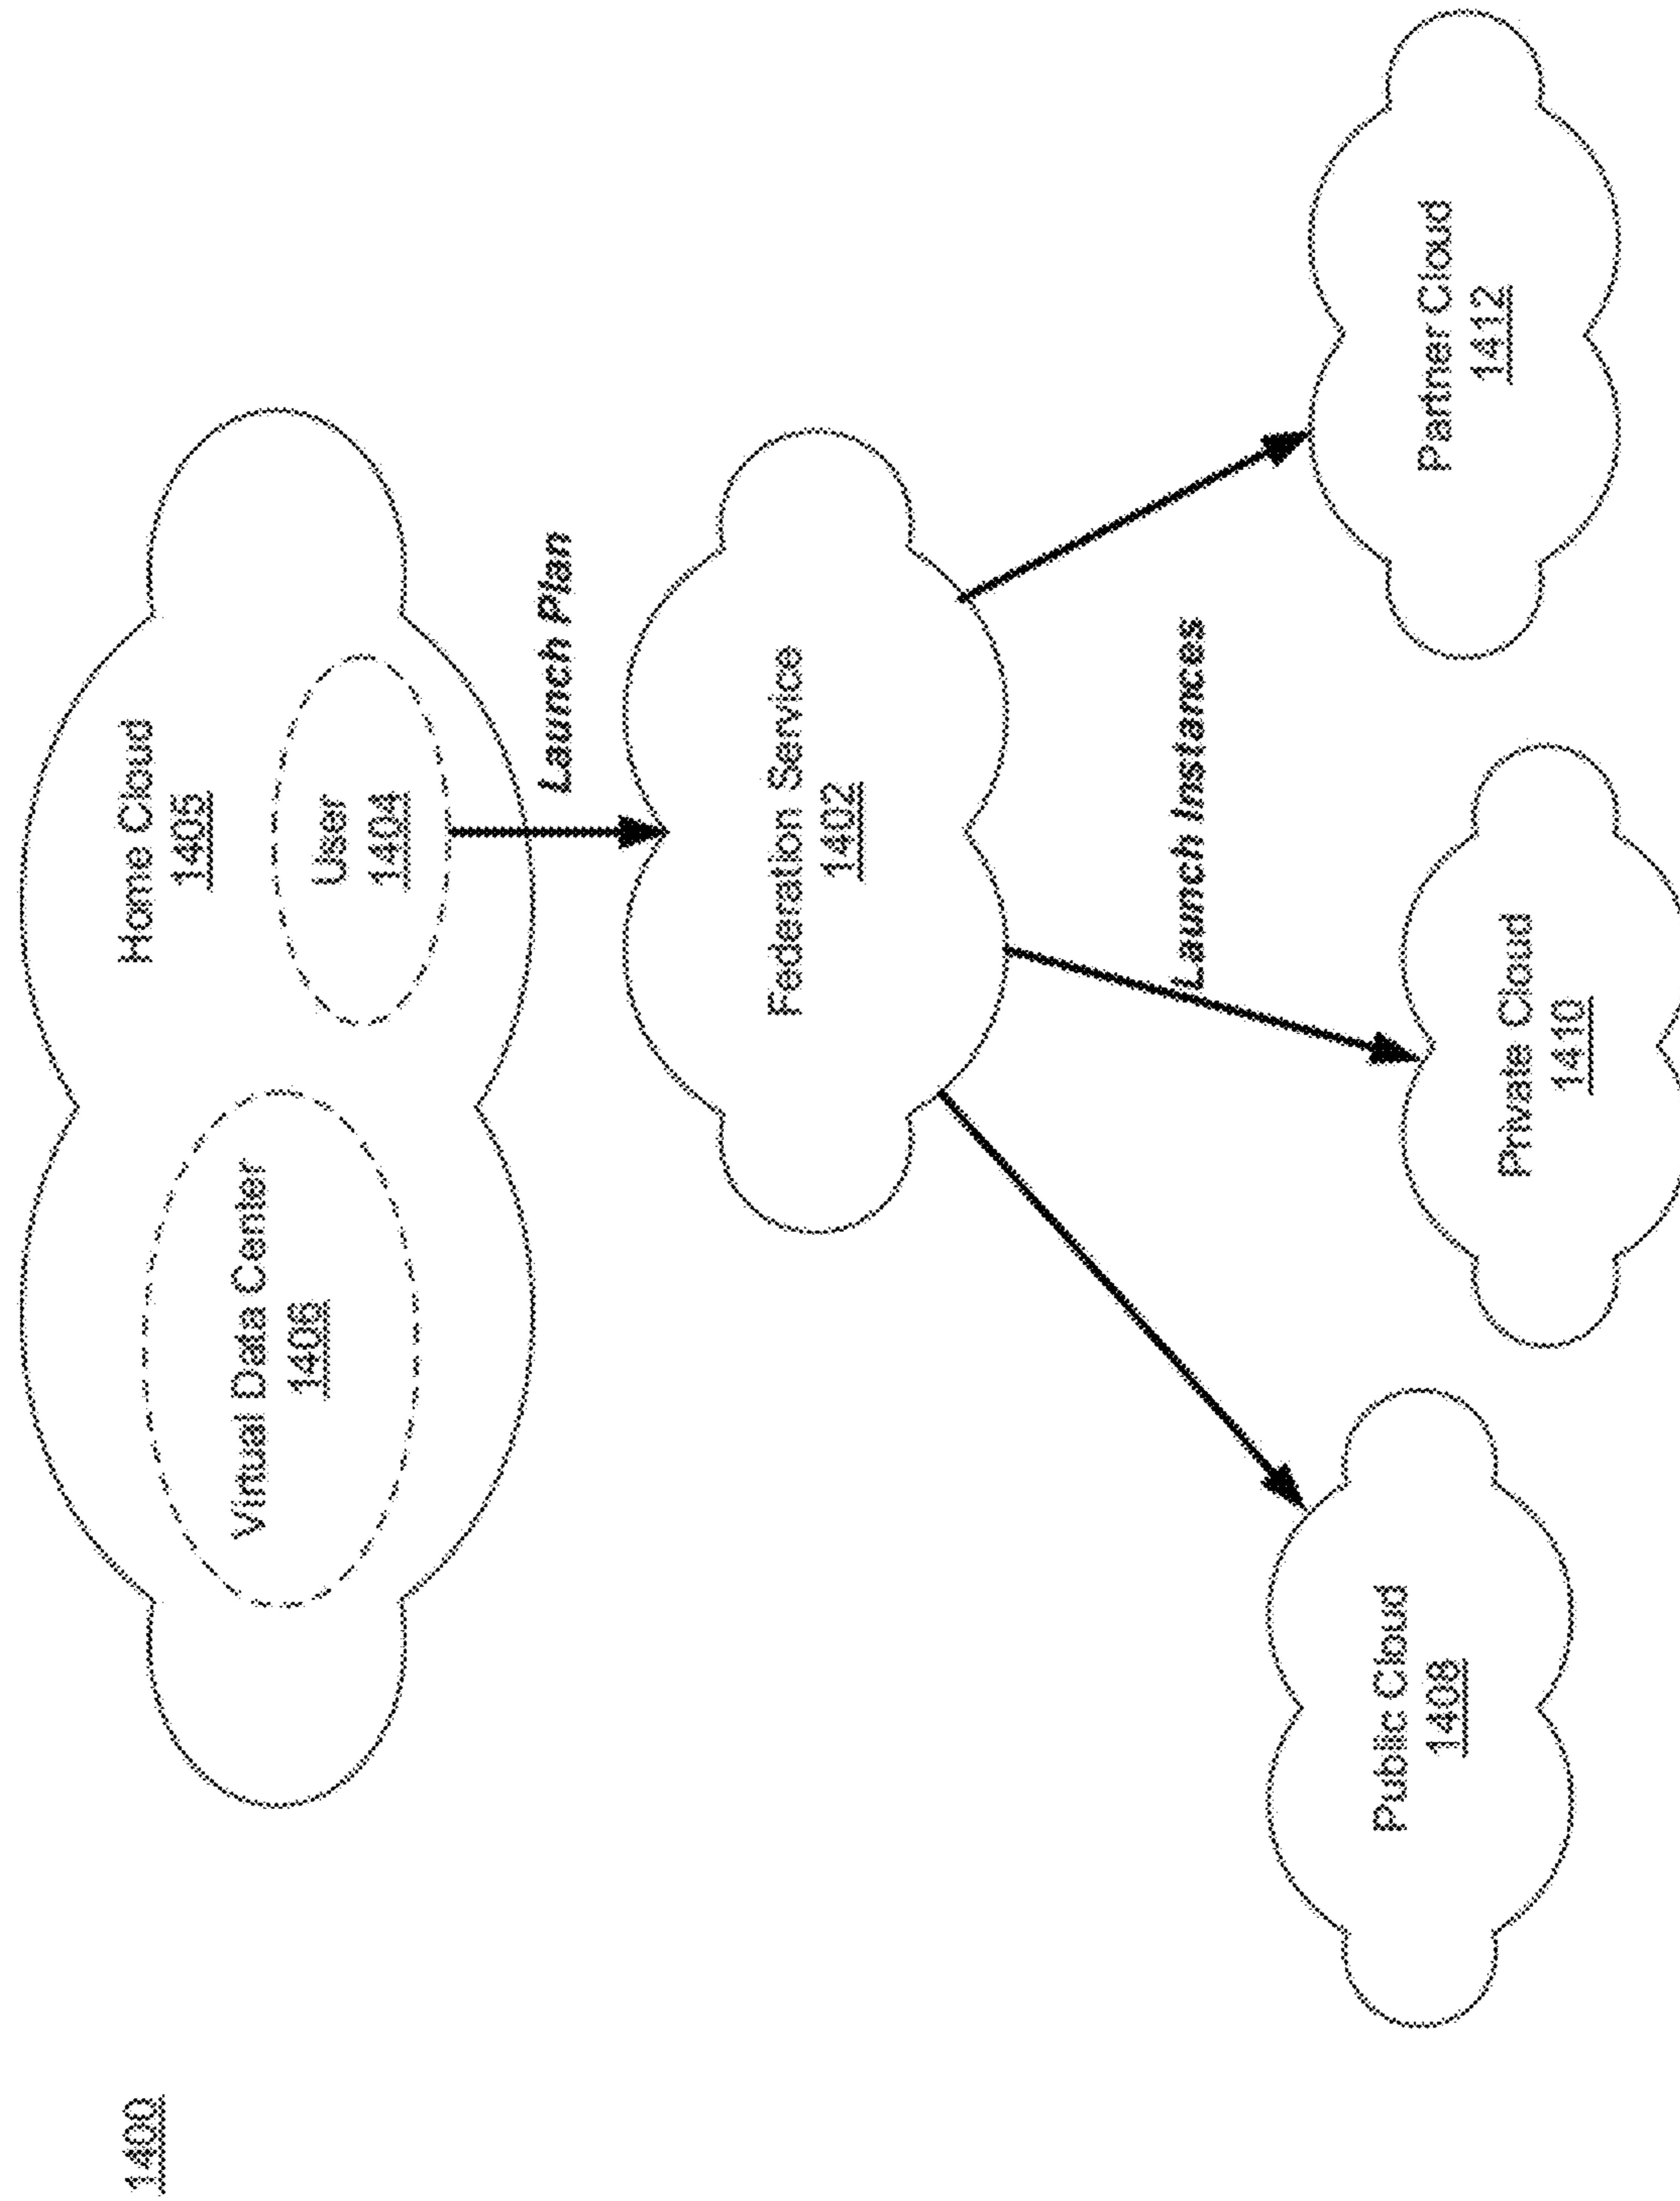 1400
Home Cloud
1405
Virtual Data Center
1406
User
1404
Launch Plan
Federation Service
1402
Launch Instances
Public Cloud
1408
Private Cloud
1410
Partner Cloud
1412